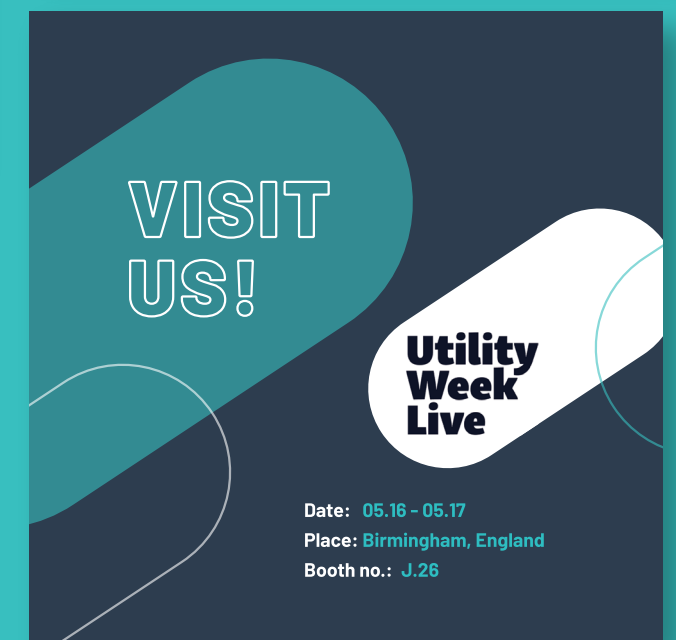 VISIT
US!
Utility
Week
Live
Date: 05.16 - 05.17
Place: Birmingham, England
Booth no.: J.26